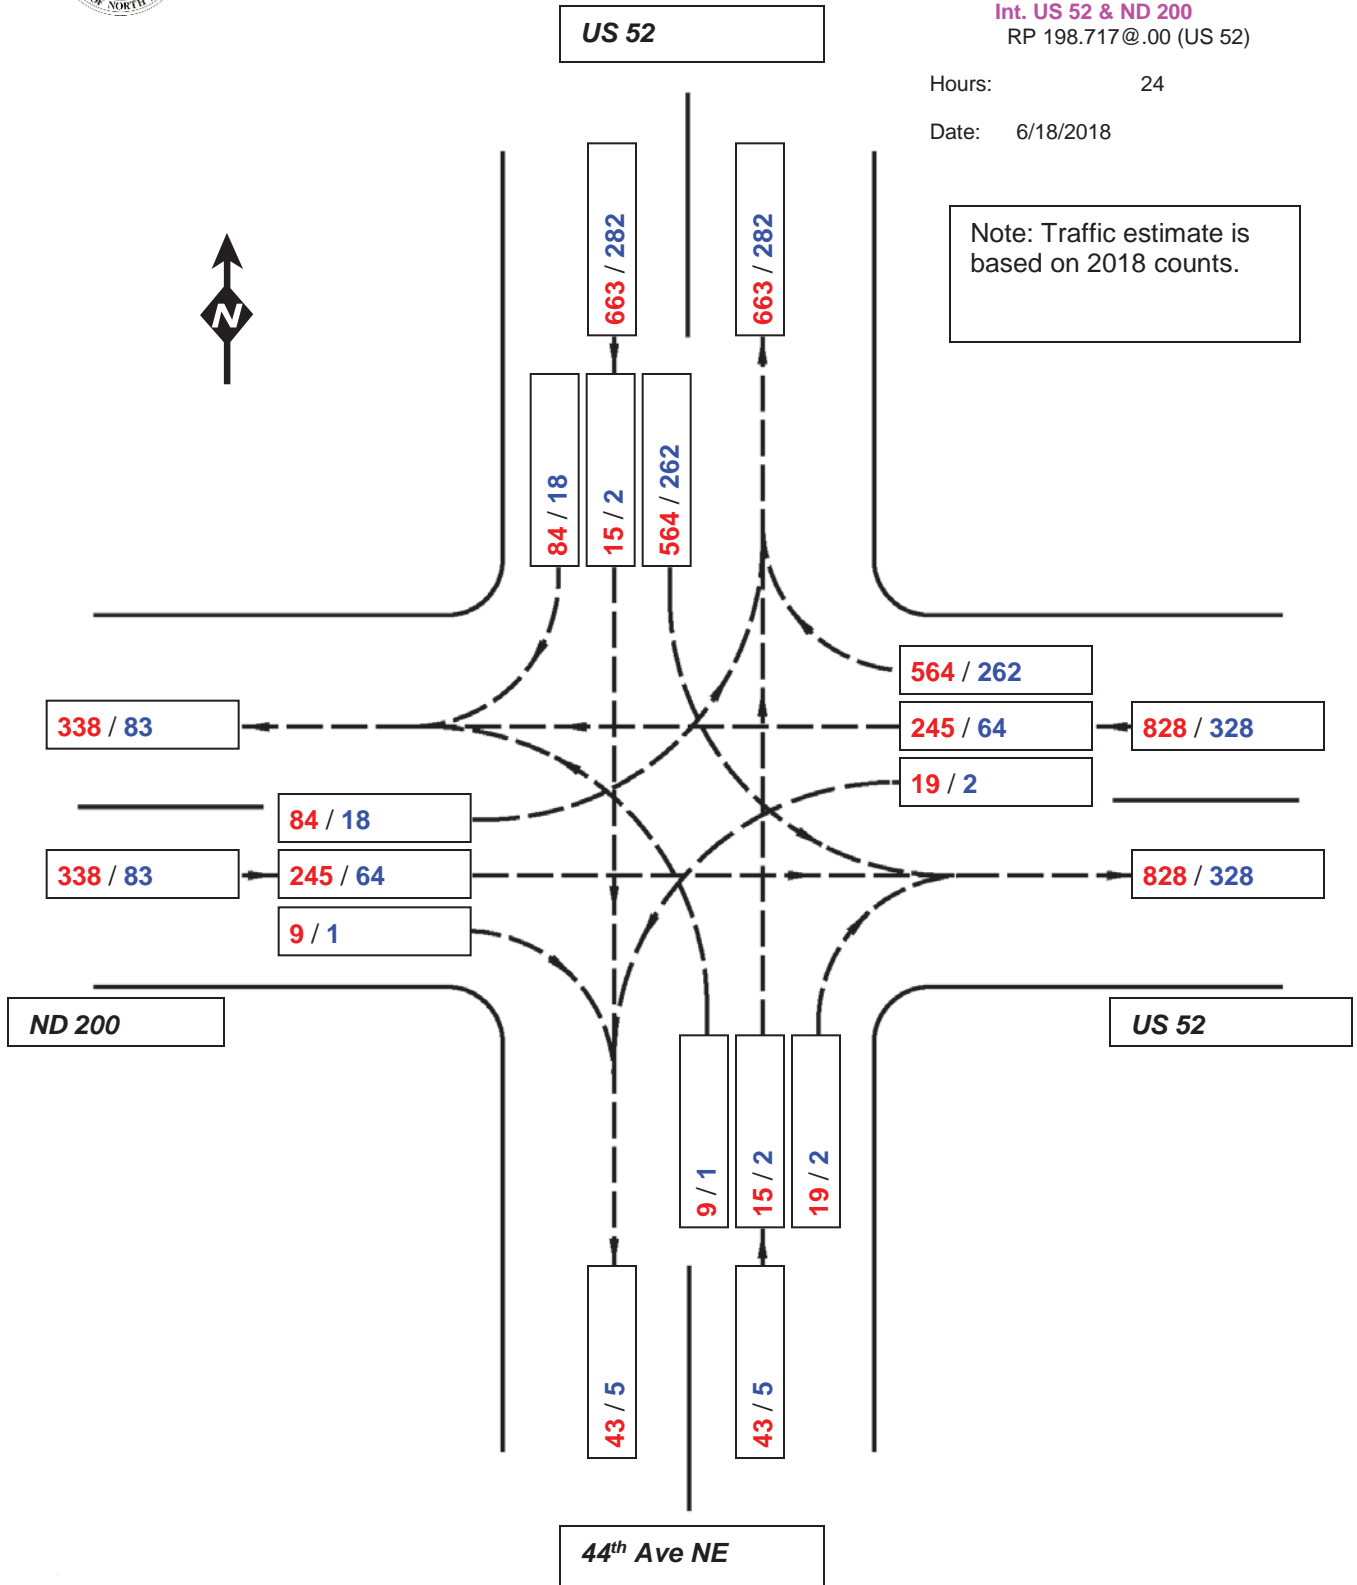 OF NORTH
US 52
Int. US 52 & ND 200
RP 198.717@.00 (US 52)
Hours: 24
Date: 6/18/2018
Note: Traffic estimate is
based on 2018 counts.
N
663 / 282
663 / 282
84 / 18
15 / 2
564 / 262
564 / 262
338 / 83
245 / 64
828 / 328
19 / 2
84 / 18
338 / 83
245 / 64
828 / 328
9 / 1
ND 200
US 52
9 / 1
15 / 2
19 / 2
43 / 5
43 / 5
44th Ave NE